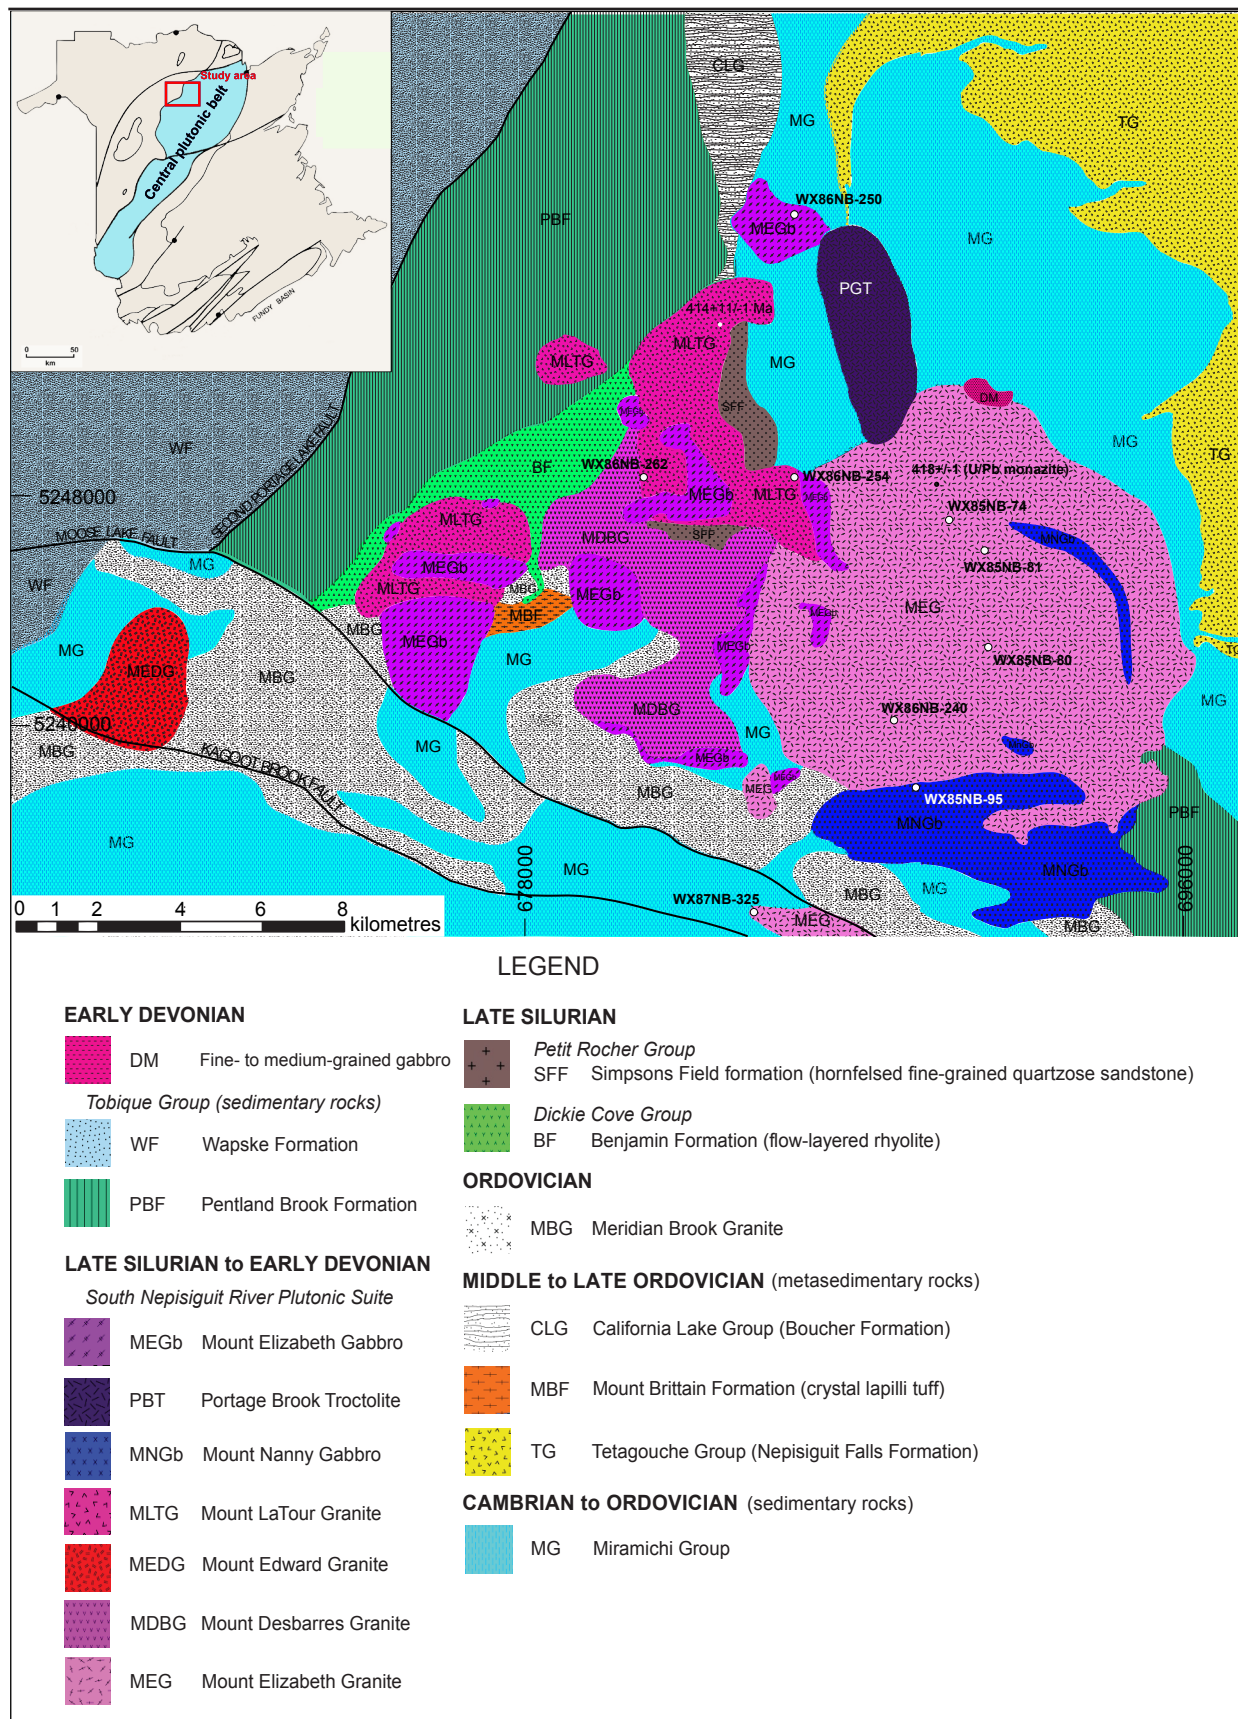 Study area
Central plutonic belt
FUNDY BASIN
0 50
km
CLG
MG
TG
TG
WX86NB-250
PBF
MEGb
MG
PGT
414+11/-1 Ma
MLTG
MLTG
MG
SFF
DM
MG
WF
SECOND PORTAGE LAKE FAULT
BF
WX86NB-262
WX86NB-254
418+/-1 (U/Pb monazite)
TG
5248000
MEGb
MLTG
WX85NB-74
MLTG
MOOSE LAKE FAULT
MDBG
SFF
MNGb
MG
WF
MEGb
WX85NB-81
MLTG
MBG
MEGb
MEG
MBF
MBG
MEGb
MEGb
MEGb
MG
MG
TG
MEDG
MBG
WX85NB-80
MG
MDBG
5240000
WX86NB-240
MBG
MG
MG
KAGOOT BROOK FAULT
MEGb
MBG
MEG
WX85NB-95
PBF
MG
MNGb
MG
MNGb
MBG
MG
WX87NB-325
MEG
MBG
678000
696000
0 1 2 4 6 8
kilometres
LEGEND
EARLY DEVONIAN
DM Fine- to medium-grained gabbro
Tobique Group (sedimentary rocks)
WF Wapske Formation
PBF Pentland Brook Formation
LATE SILURIAN to EARLY DEVONIAN
South Nepisiguit River Plutonic Suite
MEGb Mount Elizabeth Gabbro
PBT Portage Brook Troctolite
MNGb Mount Nanny Gabbro
MLTG Mount LaTour Granite
MEDG Mount Edward Granite
MDBG Mount Desbarres Granite
MEG Mount Elizabeth Granite
LATE SILURIAN
Petit Rocher Group
SFF Simpsons Field formation (hornfelsed fine-grained quartzose sandstone)
Dickie Cove Group
BF Benjamin Formation (flow-layered rhyolite)
ORDOVICIAN
MBG Meridian Brook Granite
MIDDLE to LATE ORDOVICIAN (metasedimentary rocks)
CLG California Lake Group (Boucher Formation)
MBF Mount Brittain Formation (crystal lapilli tuff)
TG Tetagouche Group (Nepisiguit Falls Formation)
CAMBRIAN to ORDOVICIAN (sedimentary rocks)
MG Miramichi Group